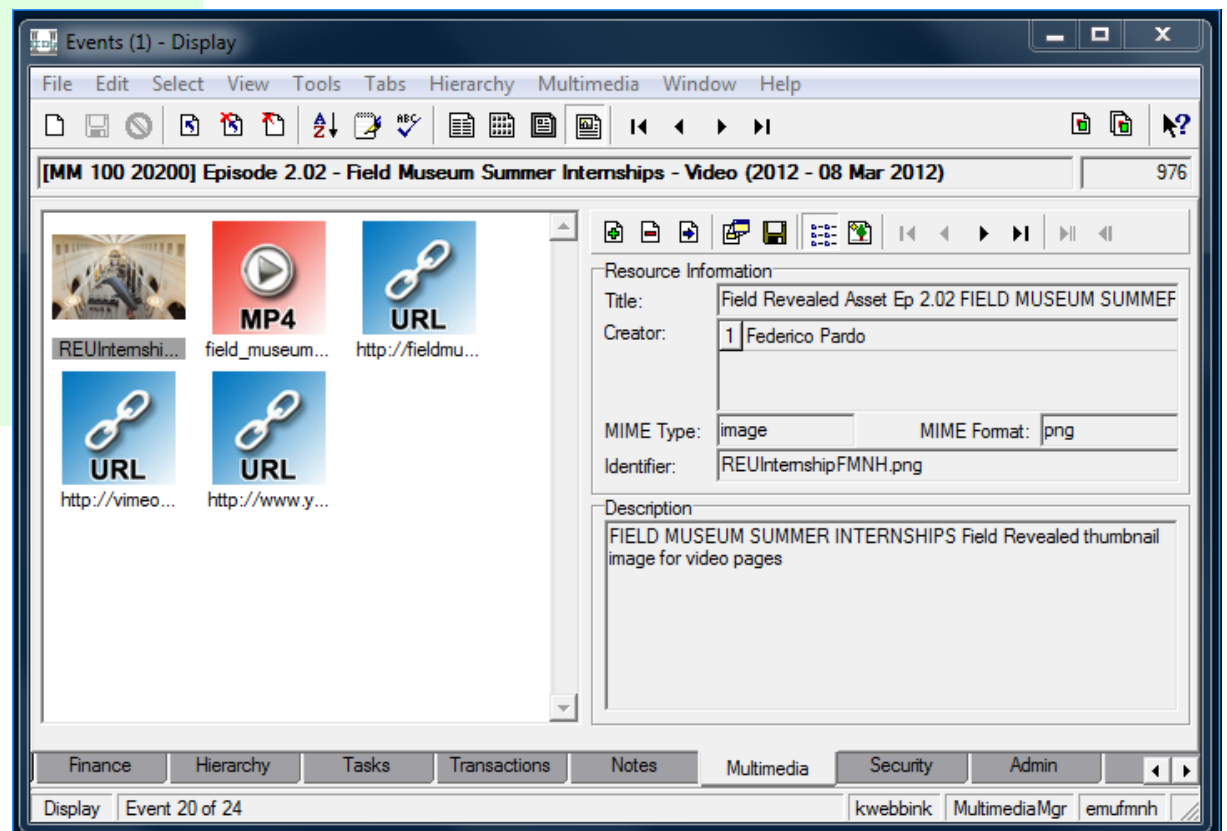 Events (1) - Display
File Edit Select View Tools Tabs Hierarchy Multimedia Window Help
[MM 100 20200] Episode 2.02 - Field Museum Summer Internships - Video (2012 - 08 Mar 2012) 976
MP4
URL
REUInternshi... field_museum... http://fieldmu...
URL
URL
http://vimeo... http://www.y...
Resource Information
Title: Field Revealed Asset Ep 2.02 FIELD MUSEUM SUMMER
Creator: 1 Federico Pardo
MIME Type: image MIME Format: png
Identifier: REUInternshipFMNH.png
Description
FIELD MUSEUM SUMMER INTERNSHIPS Field Revealed thumbnail
image for video pages
Finance Hierarchy Tasks Transactions Notes Multimedia Security Admin
Display Event 20 of 24 kwebbink MultimediaMgr emufmnh